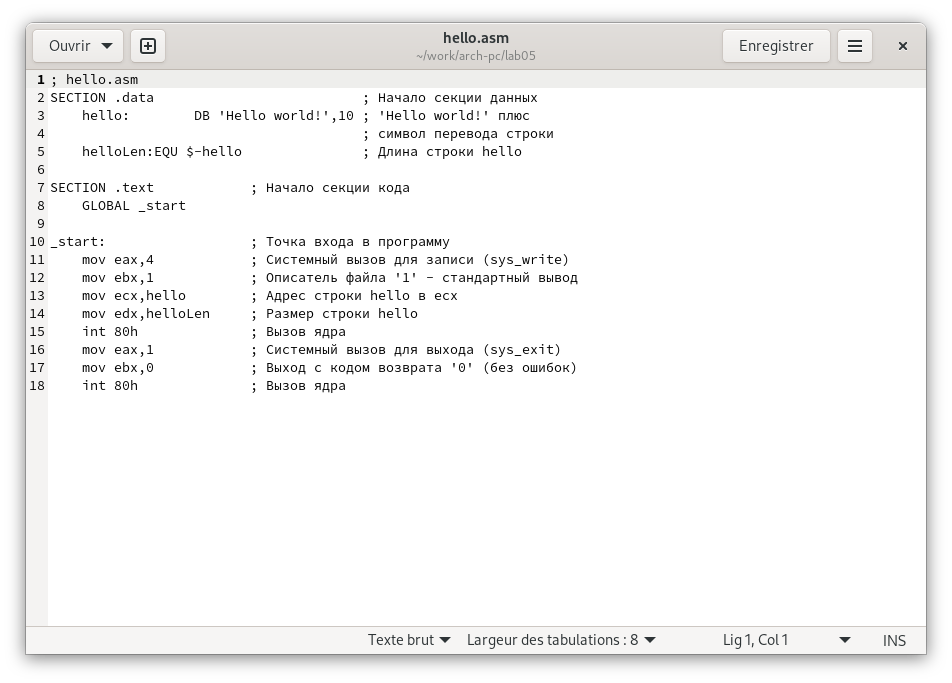 Ouvrir
hello.asm
~/work/arch-pc/lab05
Enregistrer
1 ; hello.asm
2 SECTION .data                          ; Начало секции данных
3     hello:        DB 'Hello world!',10 ; 'Hello world!' плюс
4                                        ; символ перевода строки
5     helloLen:EQU $-hello               ; Длина строки hello
6
7 SECTION .text            ; Начало секции кода
8     GLOBAL _start
9
10 _start:                  ; Точка входа в программу
11     mov eax,4            ; Системный вызов для записи (sys_write)
12     mov ebx,1            ; Описатель файла '1' - стандартный вывод
13     mov ecx,hello        ; Адрес строки hello в ecx
14     mov edx,helloLen     ; Размер строки hello
15     int 80h              ; Вызов ядра
16     mov eax,1            ; Системный вызов для выхода (sys_exit)
17     mov ebx,0            ; Выход с кодом возврата '0' (без ошибок)
18     int 80h              ; Вызов ядра
Texte brut
Largeur des tabulations : 8
Lig 1, Col 1
INS